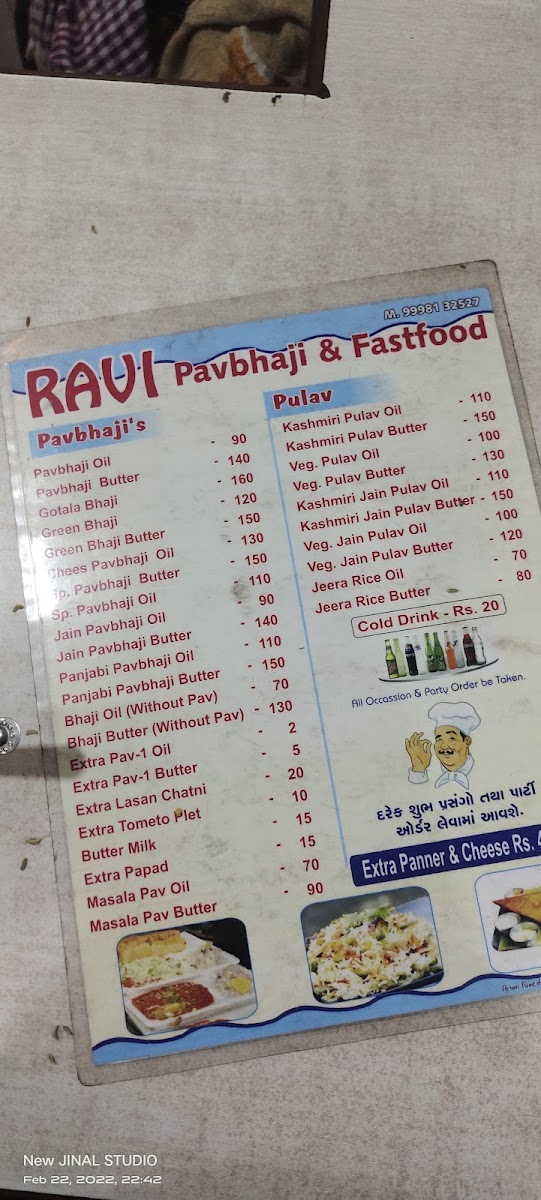 M. 99981 32527
RAVI Pavbhaji & Fastfood
Pavbhaji's
Pavbhaji Oil - 90
Pavbhaji Butter - 140
Gotala Bhaji - 160
Green Bhaji - 120
Green Bhaji Butter - 150
Chees Pavbhaji Oil - 130
Sp. Pavbhaji Butter - 150
Sp. Pavbhaji Oil - 110
Jain Pavbhaji Oil - 90
Jain Pavbhaji Butter - 140
Panjabi Pavbhaji Oil - 110
Panjabi Pavbhaji Butter - 150
Bhaji Oil (Without Pav) - 70
Bhaji Butter (Without Pav) - 130
Extra Pav-1 Oil - 2
Extra Pav-1 Butter - 5
Extra Lasan Chatni - 20
Extra Tometo Plet - 10
Butter Milk - 15
Extra Papad - 15
Masala Pav Oil - 70
Masala Pav Butter - 90
Pulav
Kashmiri Pulav Oil - 110
Kashmiri Pulav Butter - 150
Veg. Pulav Oil - 100
Veg. Pulav Butter - 130
Kashmiri Jain Pulav Oil - 110
Kashmiri Jain Pulav Butter - 150
Veg. Jain Pulav Oil - 100
Veg. Jain Pulav Butter - 120
Jeera Rice Oil - 70
Jeera Rice Butter - 80
Cold Drink - Rs. 20
All Occassion & Party Order be Taken.
દરેક શુભ પ્રસંગો તથા પાર્ટી
ઓર્ડર લેવામાં આવશે.
Extra Panner & Cheese Rs.
New JINAL STUDIO
Feb 22, 2022, 22:42